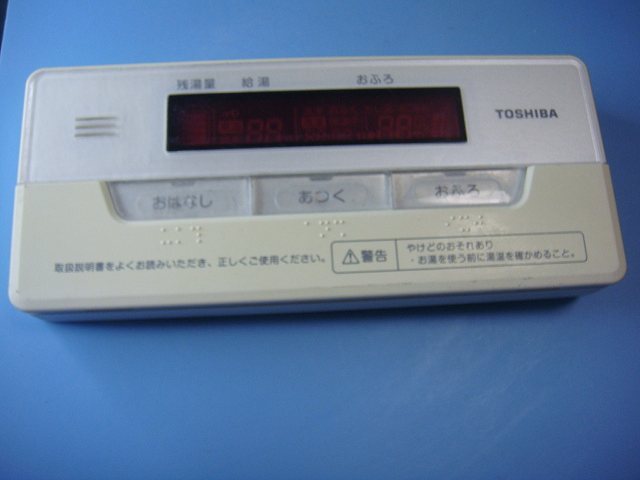 残湯量 給湯 おふろ
TOSHIBA
おはなし あつく おふろ
取扱説明書をよくお読みいただき、正しくご使用ください。
警告
やけどのおそれあり
・お湯を使う前に湯温を確かめること。